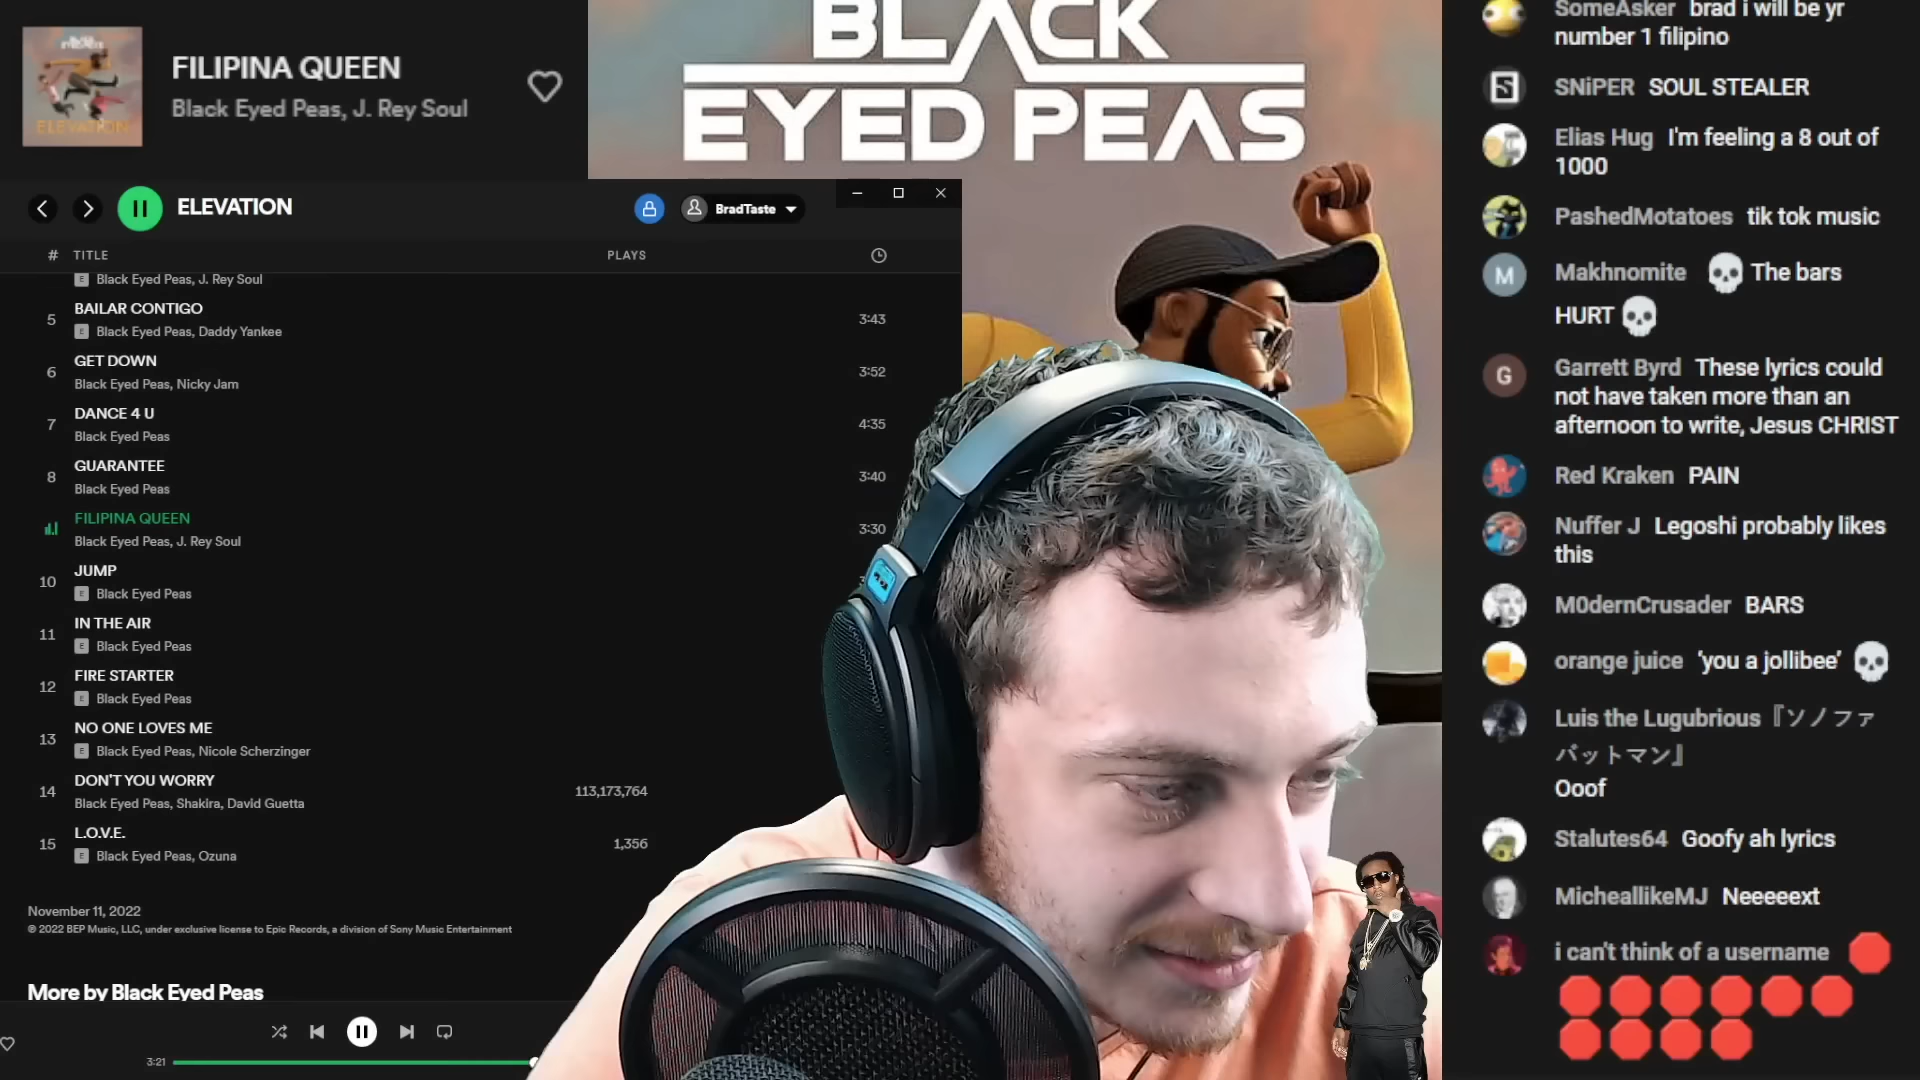 FILIPINA QUEEN
Black Eyed Peas, J. Rey Soul
ELEVATION
BLACK
EYED PEAS
ELEVATION
BradTaste
# TITLE PLAYS
E Black Eyed Peas, J. Rey Soul
5 BAILAR CONTIGO 3:43
E Black Eyed Peas, Daddy Yankee
6 GET DOWN 3:52
Black Eyed Peas, Nicky Jam
7 DANCE 4 U 4:35
Black Eyed Peas
8 GUARANTEE 3:40
Black Eyed Peas
FILIPINA QUEEN 3:30
Black Eyed Peas, J. Rey Soul
10 JUMP
E Black Eyed Peas
11 IN THE AIR
E Black Eyed Peas
12 FIRE STARTER
E Black Eyed Peas
13 NO ONE LOVES ME
E Black Eyed Peas, Nicole Scherzinger
14 DON'T YOU WORRY 113,173,764
Black Eyed Peas, Shakira, David Guetta
15 L.O.V.E. 1,356
E Black Eyed Peas, Ozuna
November 11, 2022
℗ 2022 BEP Music, LLC, under exclusive license to Epic Records, a division of Sony Music Entertainment
More by Black Eyed Peas
3:21
SomeAsker brad i will be yr
number 1 filipino
S SNiPER SOUL STEALER
Elias Hug I'm feeling a 8 out of
1000
PashedMotatoes tik tok music
M Makhnomite 💀 The bars
HURT 💀
G Garrett Byrd These lyrics could
not have taken more than an
afternoon to write, Jesus CHRIST
Red Kraken PAIN
Nuffer J Legoshi probably likes
this
M0dernCrusader BARS
orange juice ‘you a jollibee’ 💀
Luis the Lugubrious『ソノファ
バットマン』
Ooof
Stalutes64 Goofy ah lyrics
MicheallikeMJ Neeeeext
i can't think of a username 🛑
🛑🛑🛑🛑🛑🛑
🛑🛑🛑🛑